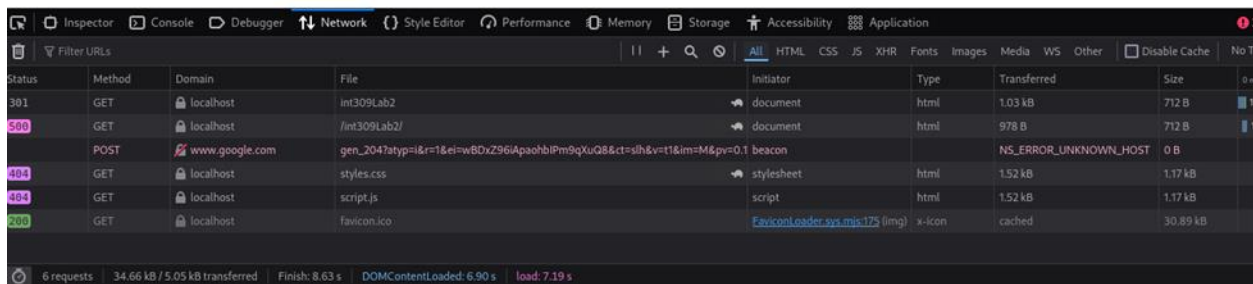 Inspector Console Debugger Network Style Editor Performance Memory Storage Accessibility Application
Filter URLs All HTML CSS JS XHR Fonts Images Media WS Other Disable Cache No T
Status Method Domain File Initiator Type Transferred Size
301 GET localhost int309Lab2 document html 1.03 kB 712 B
500 GET localhost /int309Lab2/ document html 978 B 712 B
POST www.google.com gen_204?atyp=i&r=1&ei=wBDxZ96iApaohbIPm9qXuQ8&ct=slh&v=t1&im=M&pv=0.1 beacon NS_ERROR_UNKNOWN_HOST 0 B
404 GET localhost styles.css stylesheet html 1.52 kB 1.17 kB
404 GET localhost script.js script html 1.52 kB 1.17 kB
200 GET localhost favicon.ico FaviconLoader.sys.mjs:175 (img) x-icon cached 30.89 kB
6 requests 34.66 kB / 5.05 kB transferred Finish: 8.63 s DOMContentLoaded: 6.90 s load: 7.19 s